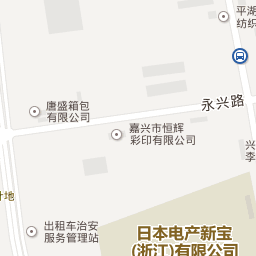 平湖
纺织
唐盛箱包
有限公司
永兴路
嘉兴市恒辉
彩印有限公司
兴
李
地
出租车治安
服务管理站
日本电产新宝
(浙江)有限公司